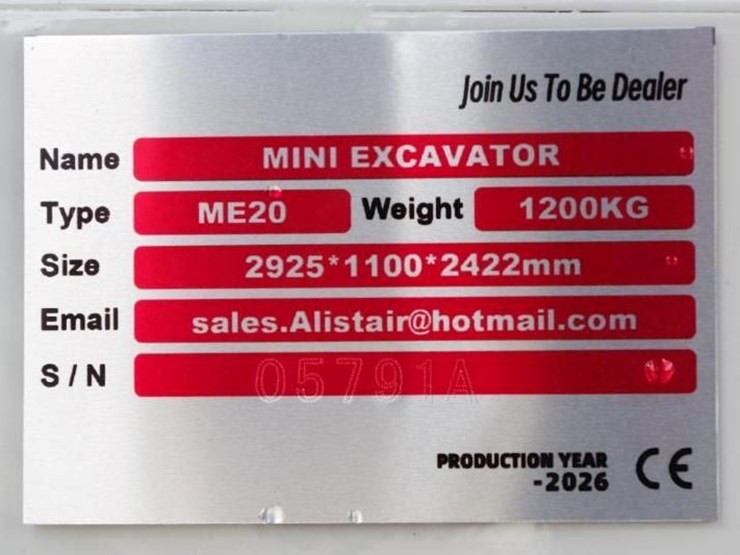 Join Us To Be Dealer
Name MINI EXCAVATOR
Type ME20 Weight 1200KG
Size 2925*1100*2422mm
Email sales.Alistair@hotmail.com
S / N 05791A
PRODUCTION YEAR
-2026 CE